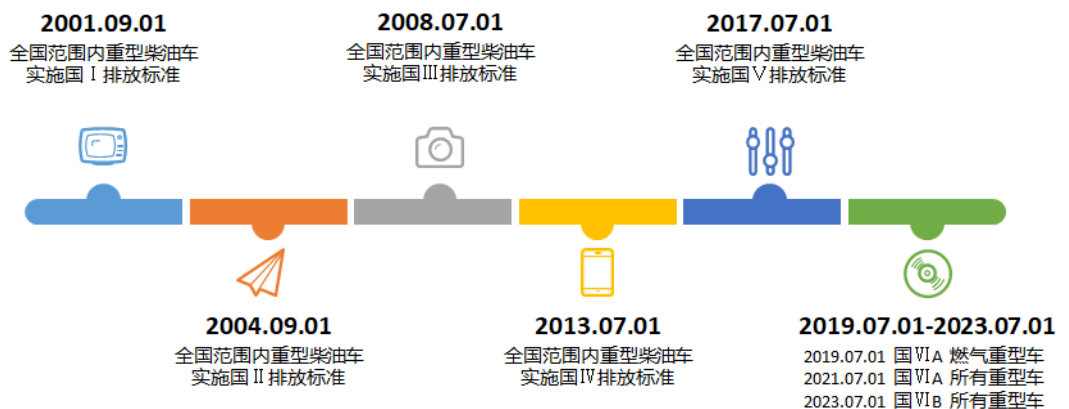 2001.09.01
全国范围内重型柴油车
实施国Ⅰ排放标准
2004.09.01
全国范围内重型柴油车
实施国Ⅱ排放标准
2008.07.01
全国范围内重型柴油车
实施国Ⅲ排放标准
2013.07.01
全国范围内重型柴油车
实施国Ⅳ排放标准
2017.07.01
全国范围内重型柴油车
实施国Ⅴ排放标准
2019.07.01-2023.07.01
2019.07.01 国ⅥA 燃气重型车
2021.07.01 国ⅥA 所有重型车
2023.07.01 国ⅥB 所有重型车